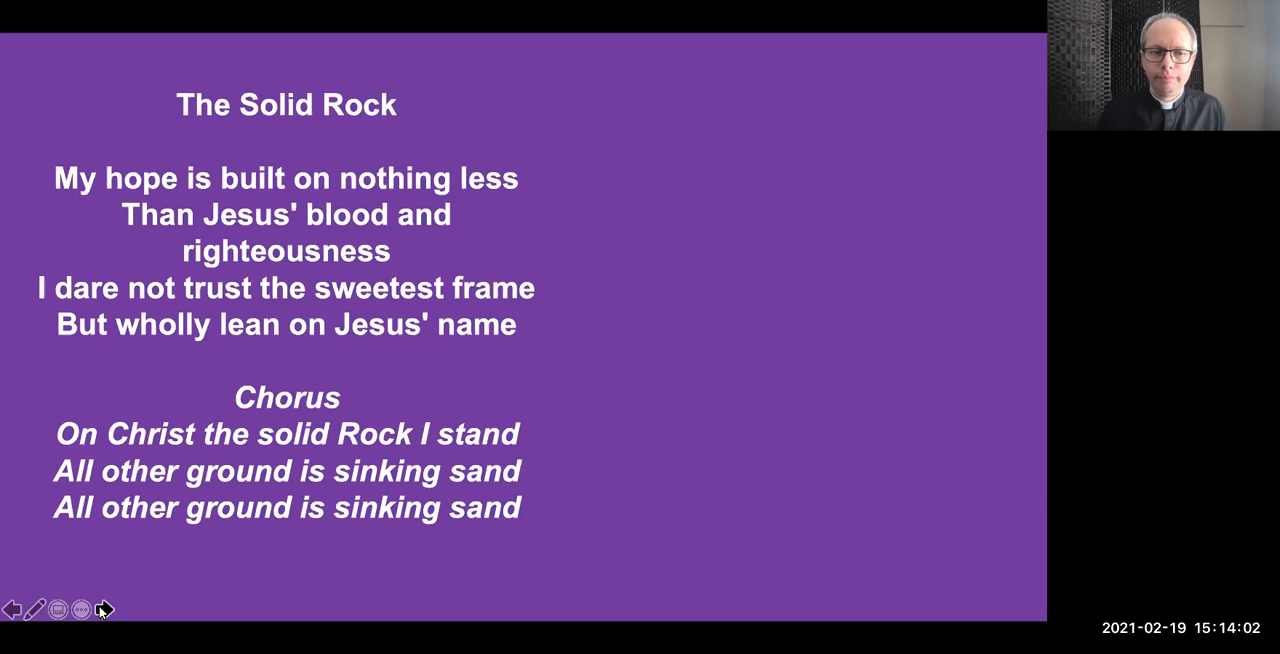 The Solid Rock
My hope is built on nothing less
Than Jesus' blood and
righteousness
I dare not trust the sweetest frame
But wholly lean on Jesus' name
Chorus
On Christ the solid Rock I stand
All other ground is sinking sand
All other ground is sinking sand
2021-02-19 15:14:02